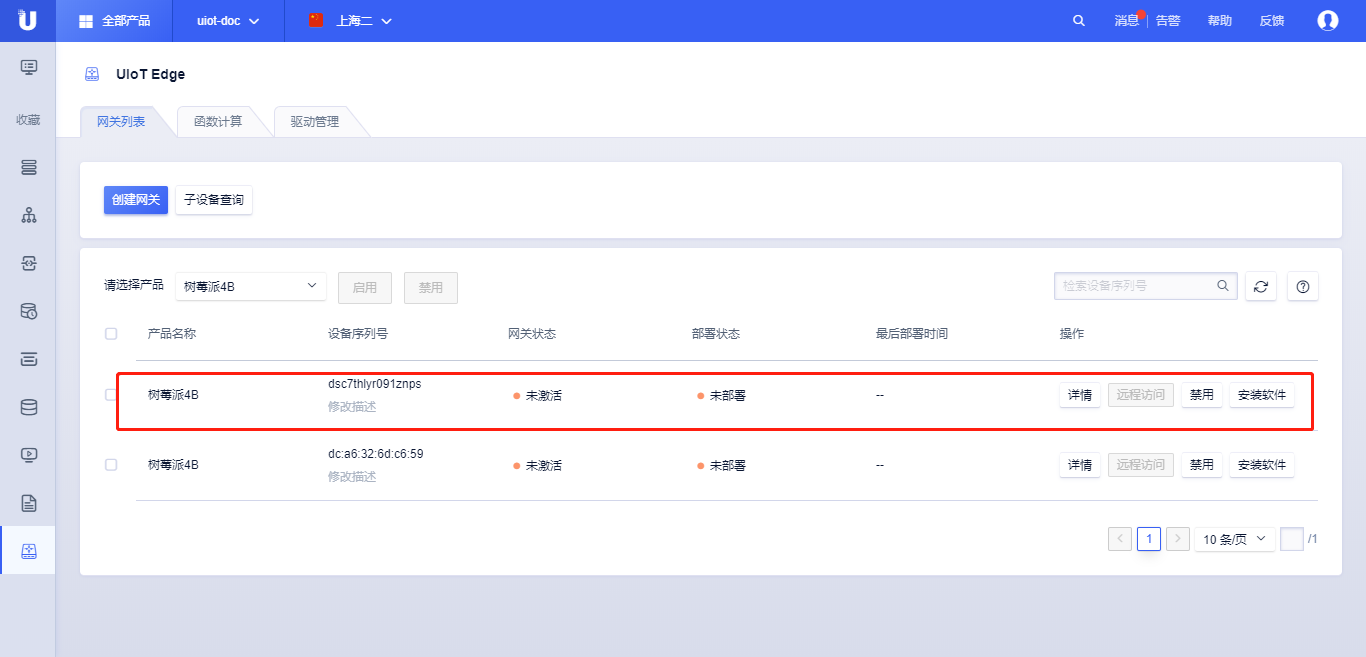 全部产品 uiot-doc 上海二 消息 告警 帮助 反馈
收藏
UIoT Edge
网关列表 函数计算 驱动管理
创建网关 子设备查询
请选择产品 树莓派4B 启用 禁用 检索设备序列号
产品名称 设备序列号 网关状态 部署状态 最后部署时间 操作
树莓派4B dsc7thlyr091znps 未激活 未部署 -- 详情 远程访问 禁用 安装软件
修改描述
树莓派4B dc:a6:32:6d:c6:59 未激活 未部署 -- 详情 远程访问 禁用 安装软件
修改描述
1 10 条/页 /1